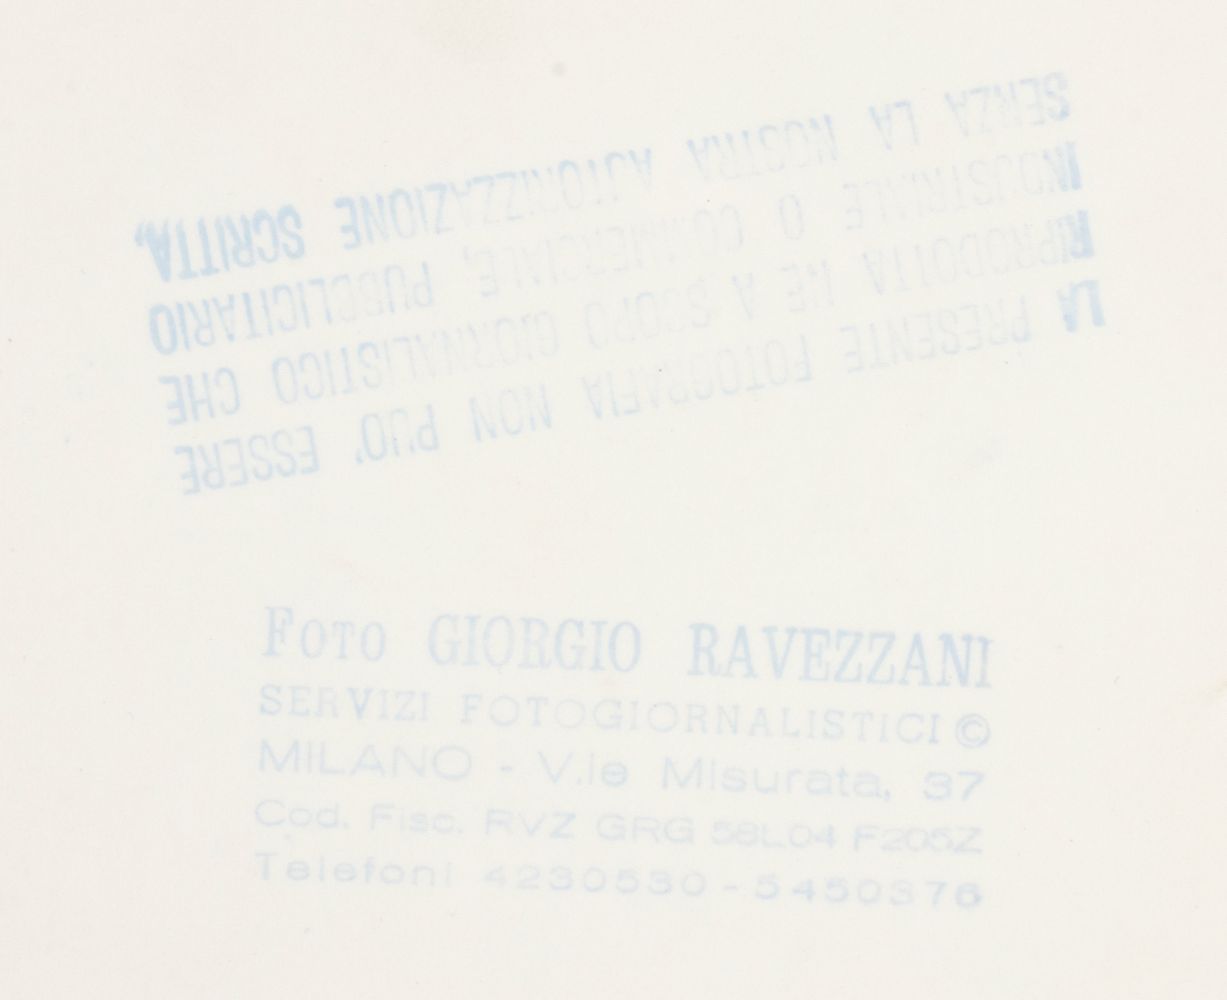 LA PRESENTE FOTOGRAFIA NON PUO' ESSERE
RIPRODOTTA NE A SCOPO GIORNALISTICO CHE
INDUSTRIALE O COMMERCIALE, PUBBLICITARIO
SENZA LA NOSTRA AUTORIZZAZIONE SCRITTA,
FOTO GIORGIO RAVEZZANI
SERVIZI FOTOGIORNALISTICI ©
MILANO - V.le Misurata, 37
Cod. Fisc. RVZ GRG 58L04 F205Z
Telefoni 4230530 - 5450376